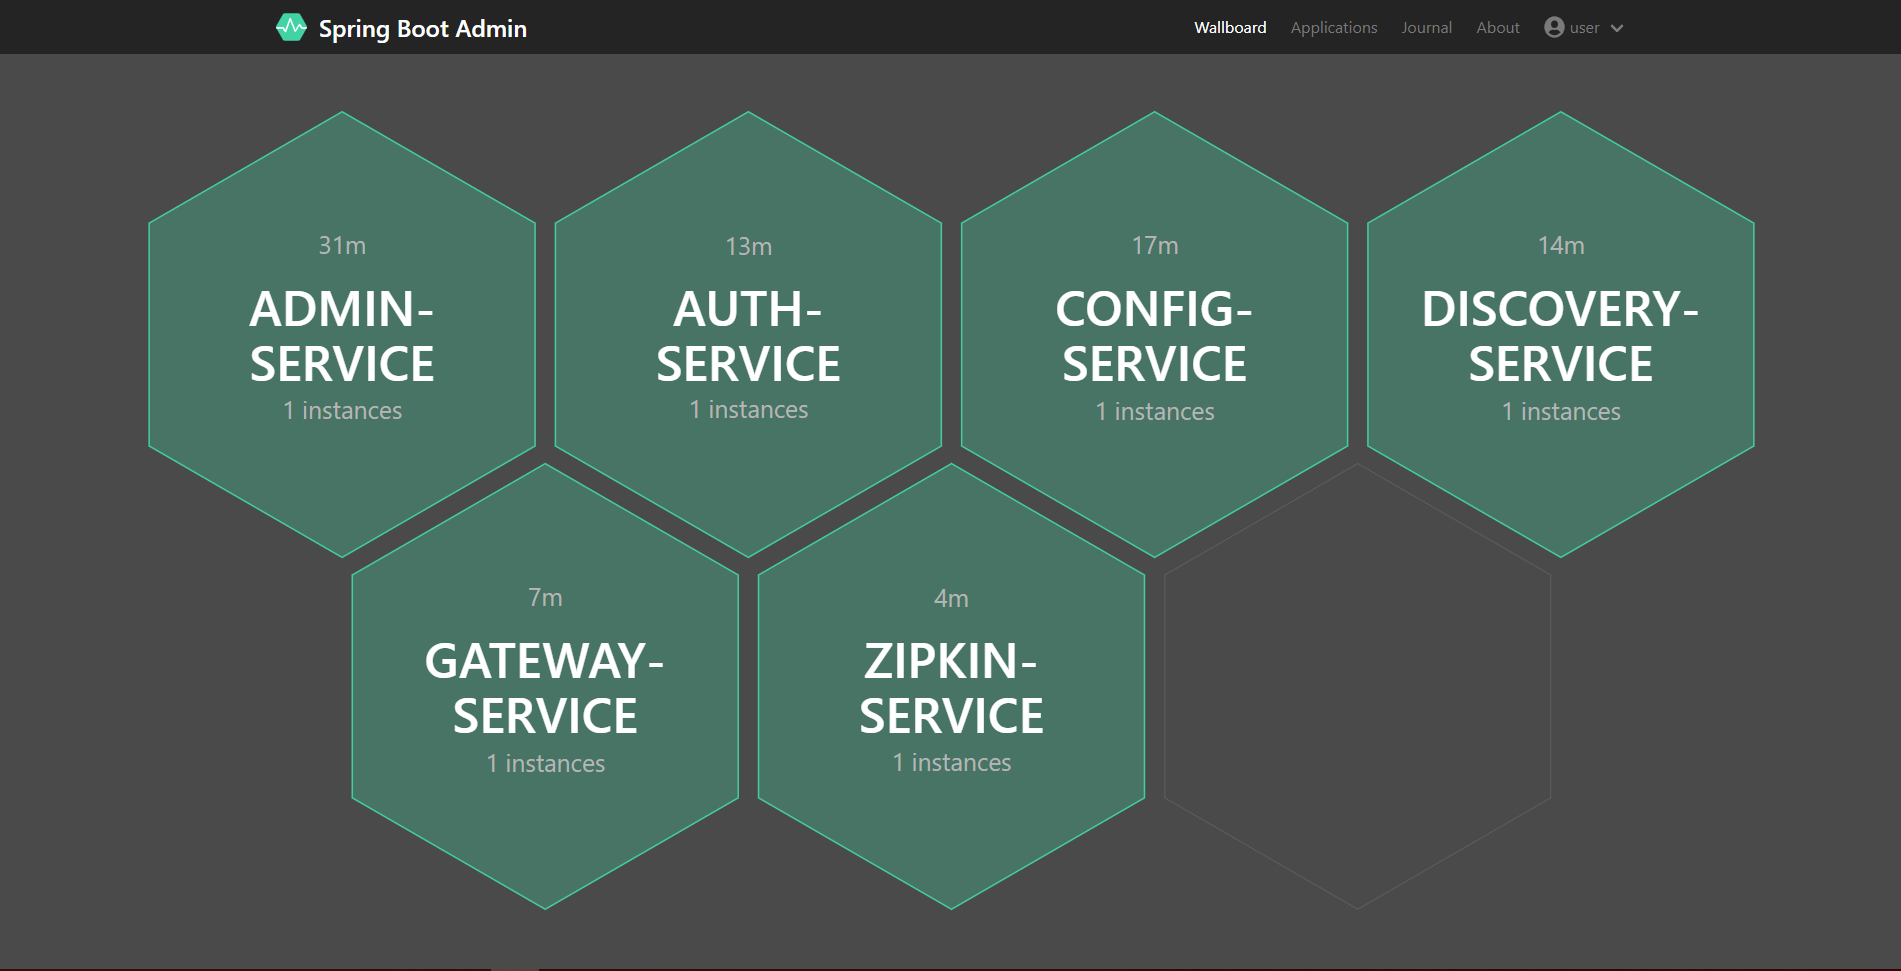 Spring Boot Admin
Wallboard Applications Journal About user
31m
ADMIN-
SERVICE
1 instances
13m
AUTH-
SERVICE
1 instances
17m
CONFIG-
SERVICE
1 instances
14m
DISCOVERY-
SERVICE
1 instances
7m
GATEWAY-
SERVICE
1 instances
4m
ZIPKIN-
SERVICE
1 instances